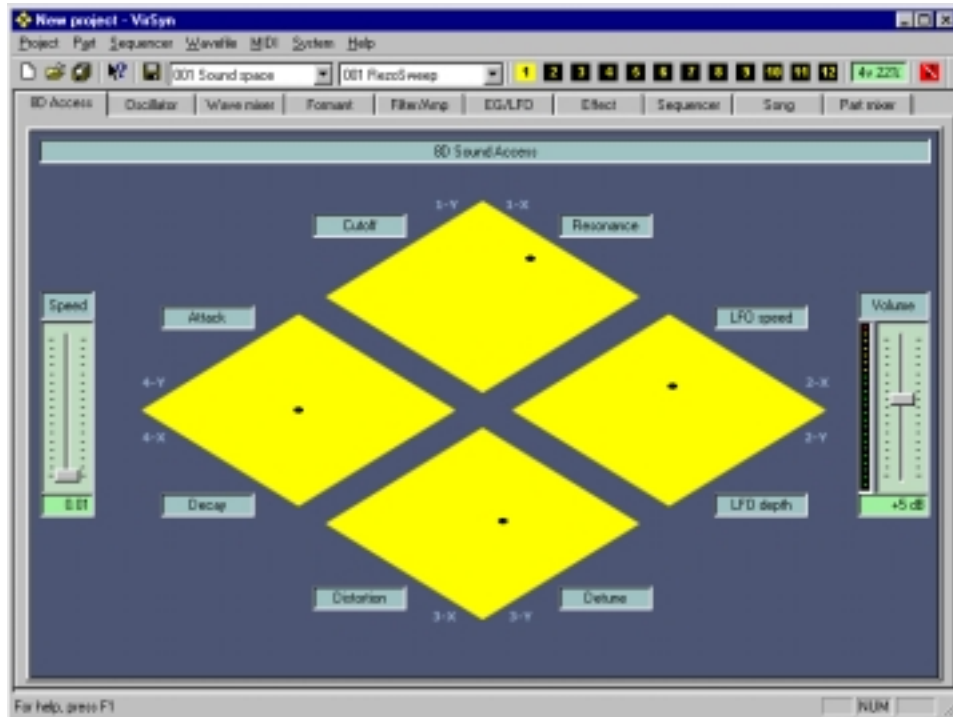 New project - VirSyn
Project Part Sequencer Wavefile MIDI System Help
001 Sound space 001 RezoSweep 1 2 3 4 5 6 7 8 9 10 11 12 4v 22%
8D Access Oscillator Wave mixer Formant Filter/Amp EG/LFO Effect Sequencer Song Part mixer
8D Sound Access
1-Y 1-X
Cutoff Resonance
Speed Volume
Attack LFO speed
4-Y 2-X
4-X 2-Y
0.01 Decay LFO depth +5 dB
Distortion Detune
3-X 3-Y
For help, press F1 NUM